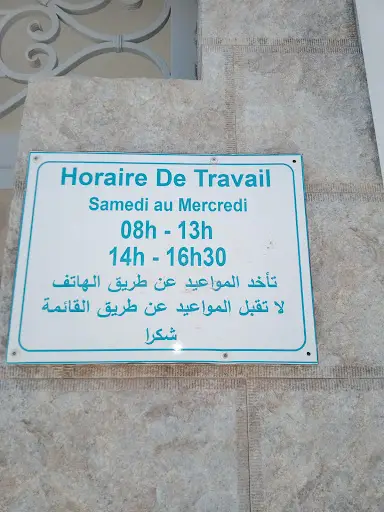 Horaire De Travail
Samedi au Mercredi
08h - 13h
14h - 16h30
تأخد المواعيد عن طريق الهاتف
لا تقبل المواعيد عن طريق القائمة
شكرا